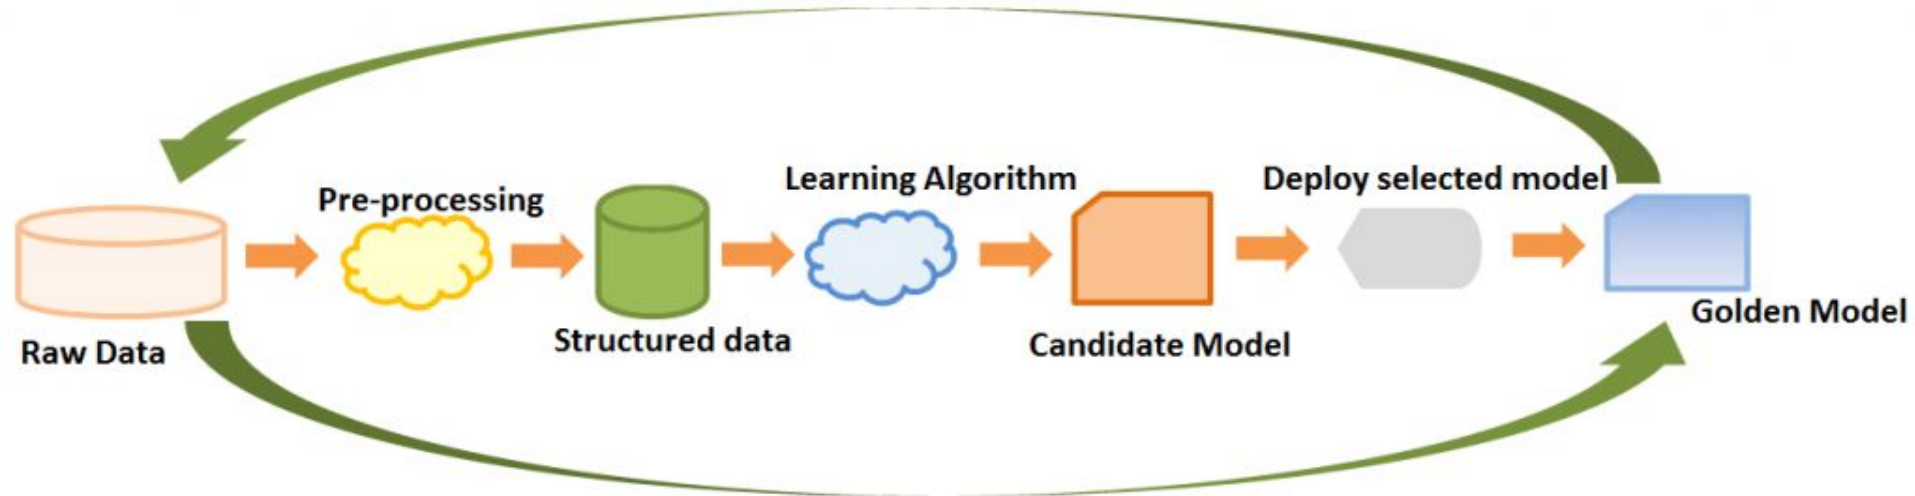 Raw Data
Pre-processing
Structured data
Learning Algorithm
Candidate Model
Deploy selected model
Golden Model